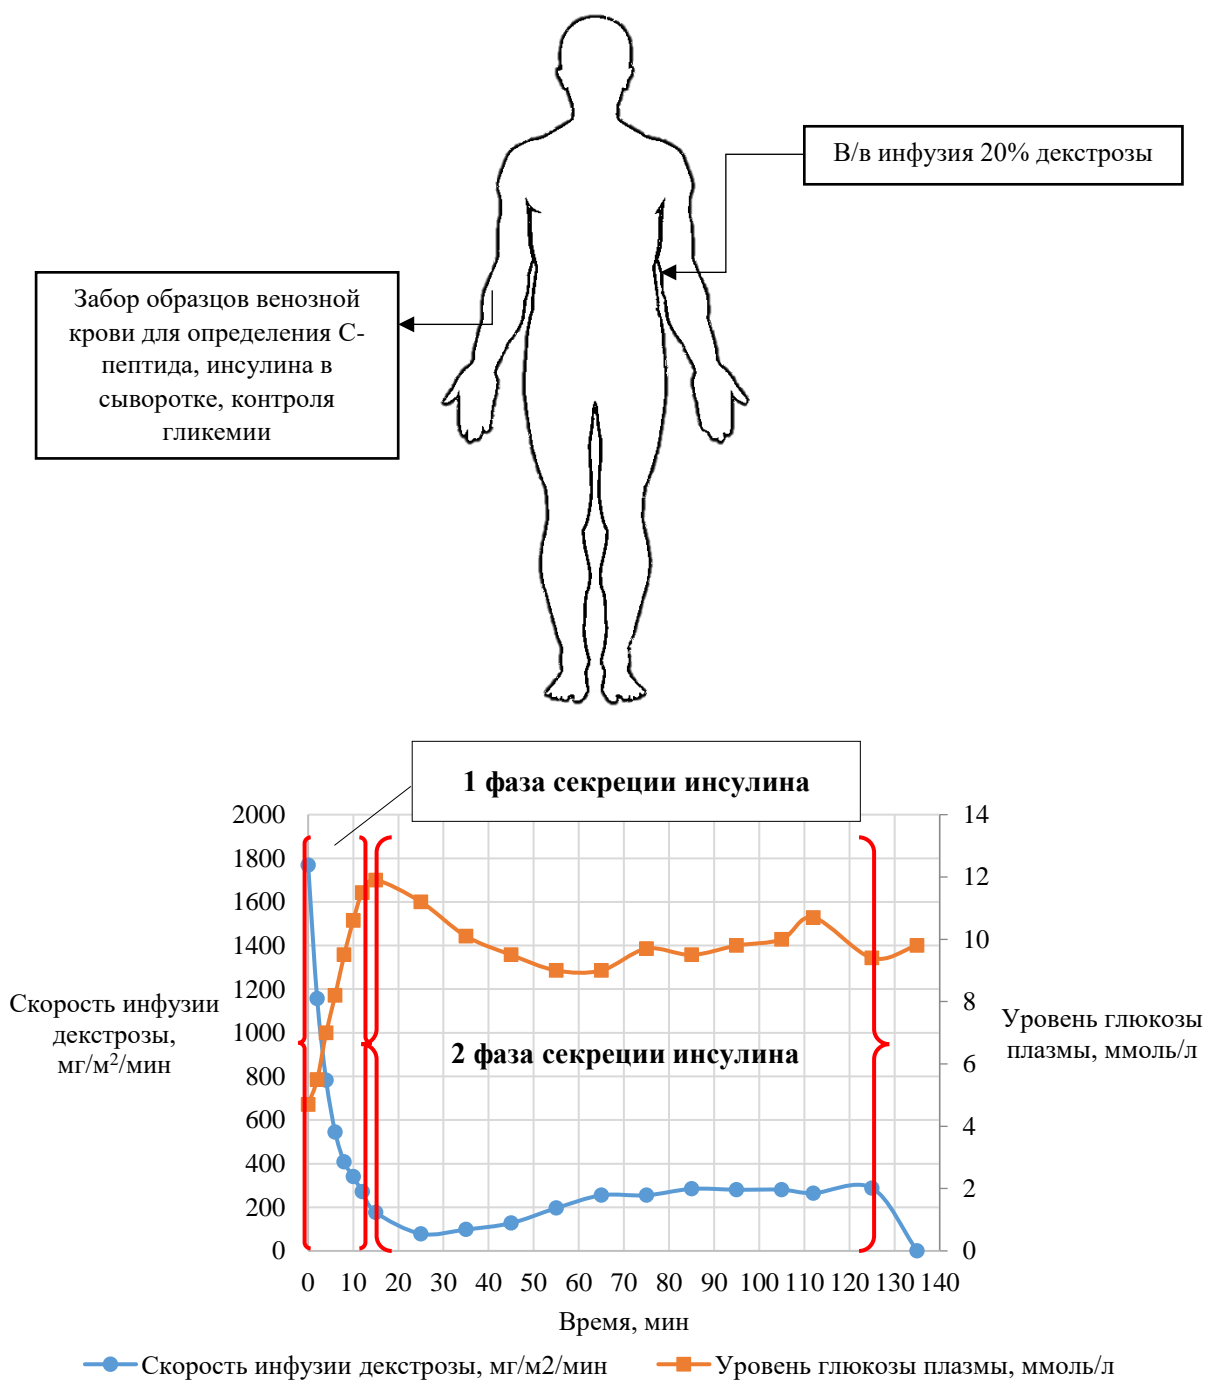 В/в инфузия 20% декстрозы
Забор образцов венозной
крови для определения С-
пептида, инсулина в
сыворотке, контроля
гликемии
1 фаза секреции инсулина
2000
1800
1600
1400
1200
1000
800
600
400
200
0
14
12
10
8
6
4
2
0
Скорость инфузии
декстрозы,
мг/м²/мин
2 фаза секреции инсулина
Уровень глюкозы
плазмы, ммоль/л
0 10 20 30 40 50 60 70 80 90 100 110 120 130 140
Время, мин
Скорость инфузии декстрозы, мг/м2/мин
Уровень глюкозы плазмы, ммоль/л